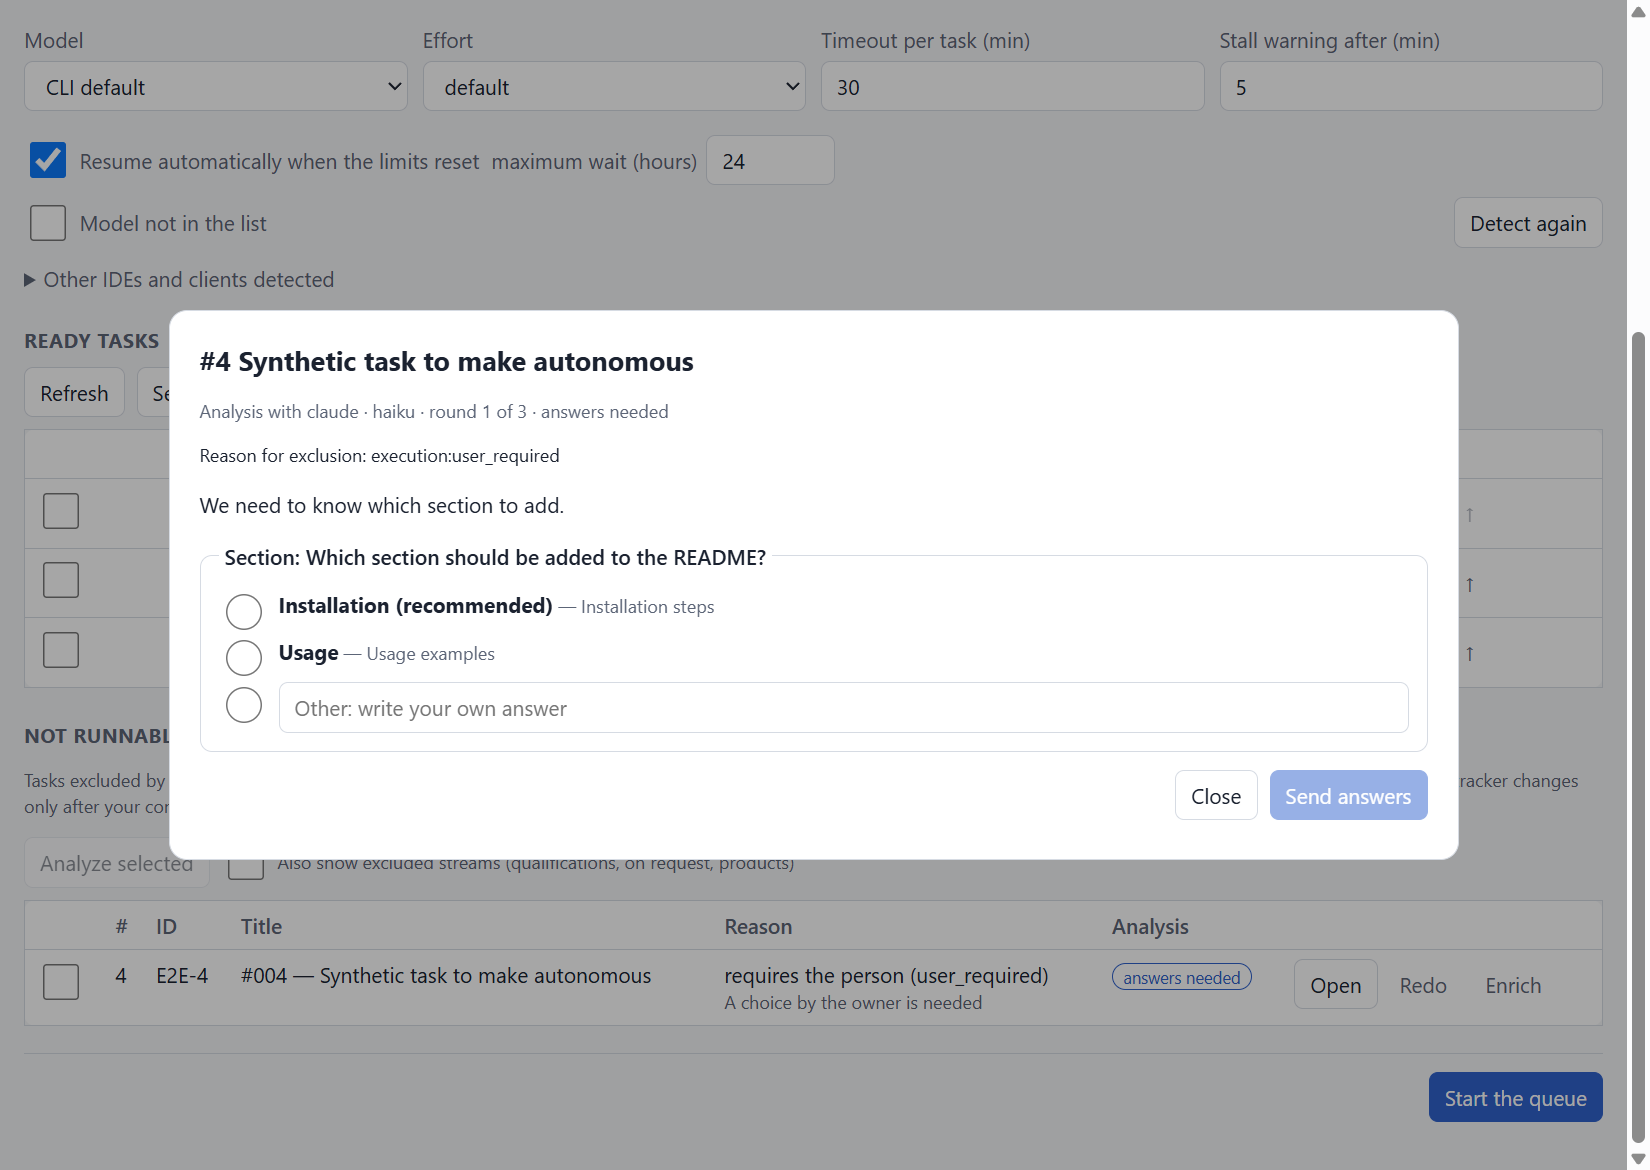 Model
Effort
Timeout per task (min)
Stall warning after (min)
CLI default
default
30
5
Resume automatically when the limits reset maximum wait (hours)
24
Model not in the list
Detect again
Other IDEs and clients detected
READY TASKS
Refresh
#4 Synthetic task to make autonomous
Analysis with claude · haiku · round 1 of 3 · answers needed
Reason for exclusion: execution:user_required
We need to know which section to add.
Section: Which section should be added to the README?
Installation (recommended) — Installation steps
Usage — Usage examples
Other: write your own answer
Close
Send answers
↑
↑
↑
NOT
Tasks excluded by
changes
only after your
Analyze selected
Also show excluded streams (qualifications, on request, products)
# ID Title Reason Analysis
4 E2E-4 #004 — Synthetic task to make autonomous requires the person (user_required) answers needed Open Redo Enrich
A choice by the owner is needed
Start the queue